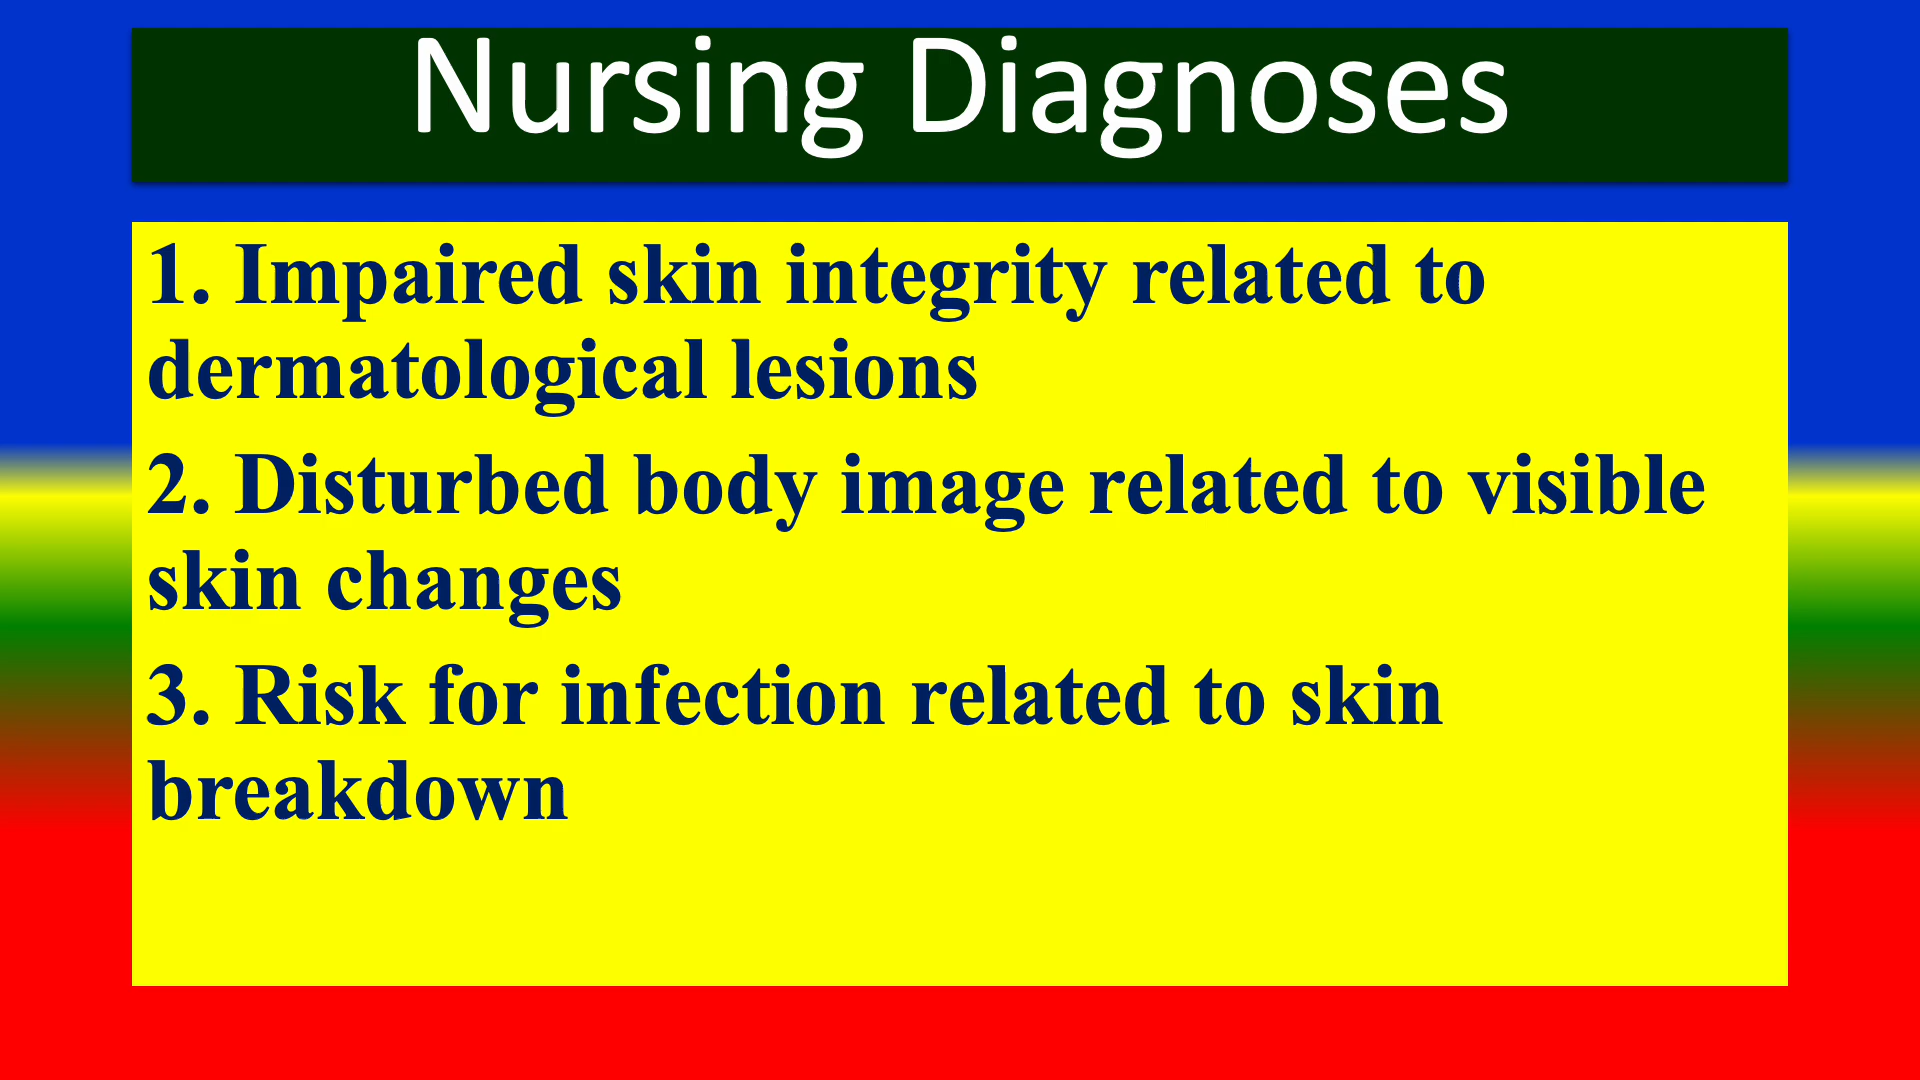 Nursing Diagnoses
1. Impaired skin integrity related to
dermatological lesions
2. Disturbed body image related to visible
skin changes
3. Risk for infection related to skin
breakdown